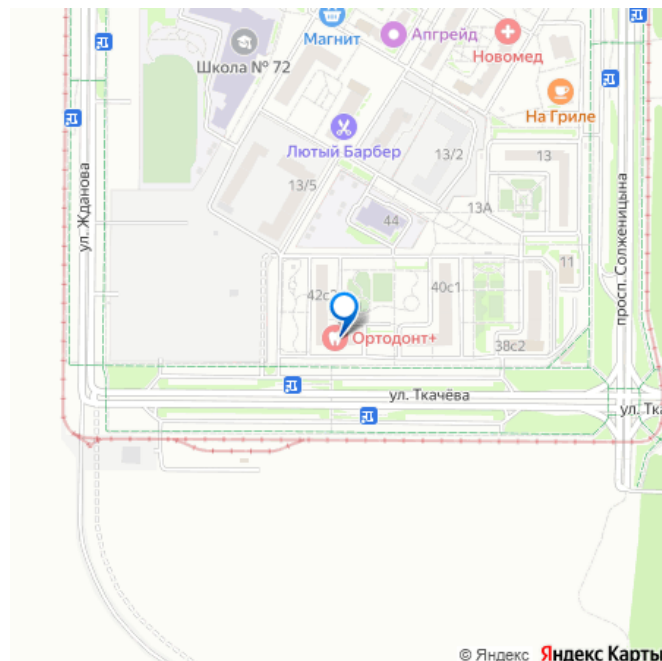 Магнит
Апгрейд
Новомед
Школа № 72
На Гриле
Лютый Барбер
13/2
13
13/5
13А
44
ул. Жданова
просп. Солженицына
11
42с2
40с1
Ортодонт+
38с2
ул. Ткачёва
ул. Тка
© Яндекс Яндекс Карты